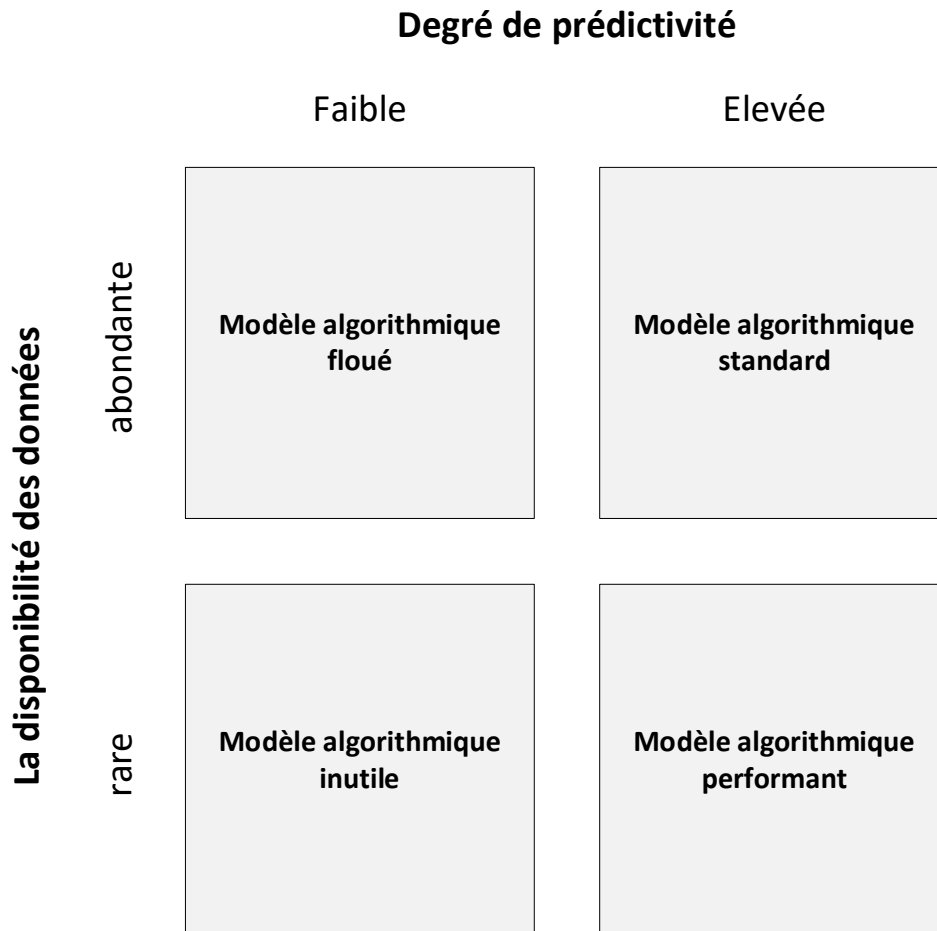 Degré de prédictivité
Faible
Elevée
La disponibilité des données
abondante
Modèle algorithmique
floué
Modèle algorithmique
standard
rare
Modèle algorithmique
inutile
Modèle algorithmique
performant